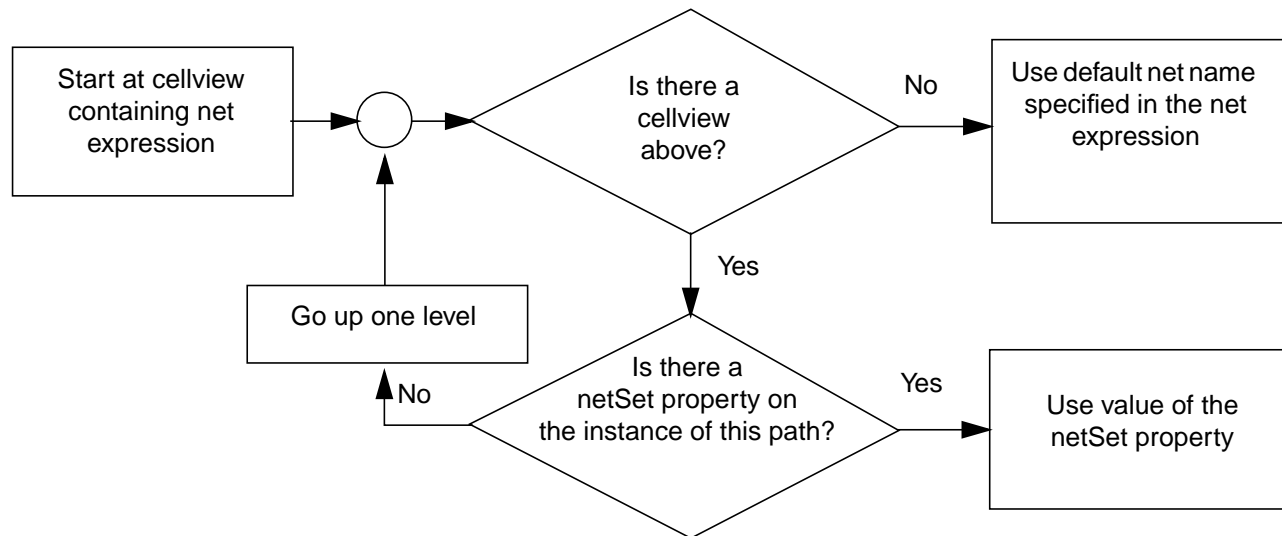 Start at cellview
containing net
expression
Is there a
cellview
above?
No
Use default net name
specified in the net
expression
Yes
Go up one level
No
Is there a
netSet property on
the instance of this path?
Yes
Use value of the
netSet property